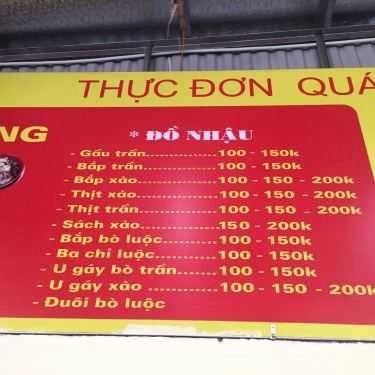 THỰC ĐƠN QUÁ
NG
* ĐỒ NHẬU
- Gầu trần............100 - 150k
- Bắp trần............100 - 150k
- Bắp xào............100 - 150 - 200k
- Thịt xào............100 - 150 - 200k
- Thịt trần............100 - 150 - 200k
- Sách xào............150 - 200k
- Bắp bò luộc............100 - 150k
- Ba chỉ luộc............100 - 150k
- U gáy bò trần............100 - 150k
- U gáy xào............100 - 150 - 200k
- Đuôi bò luộc